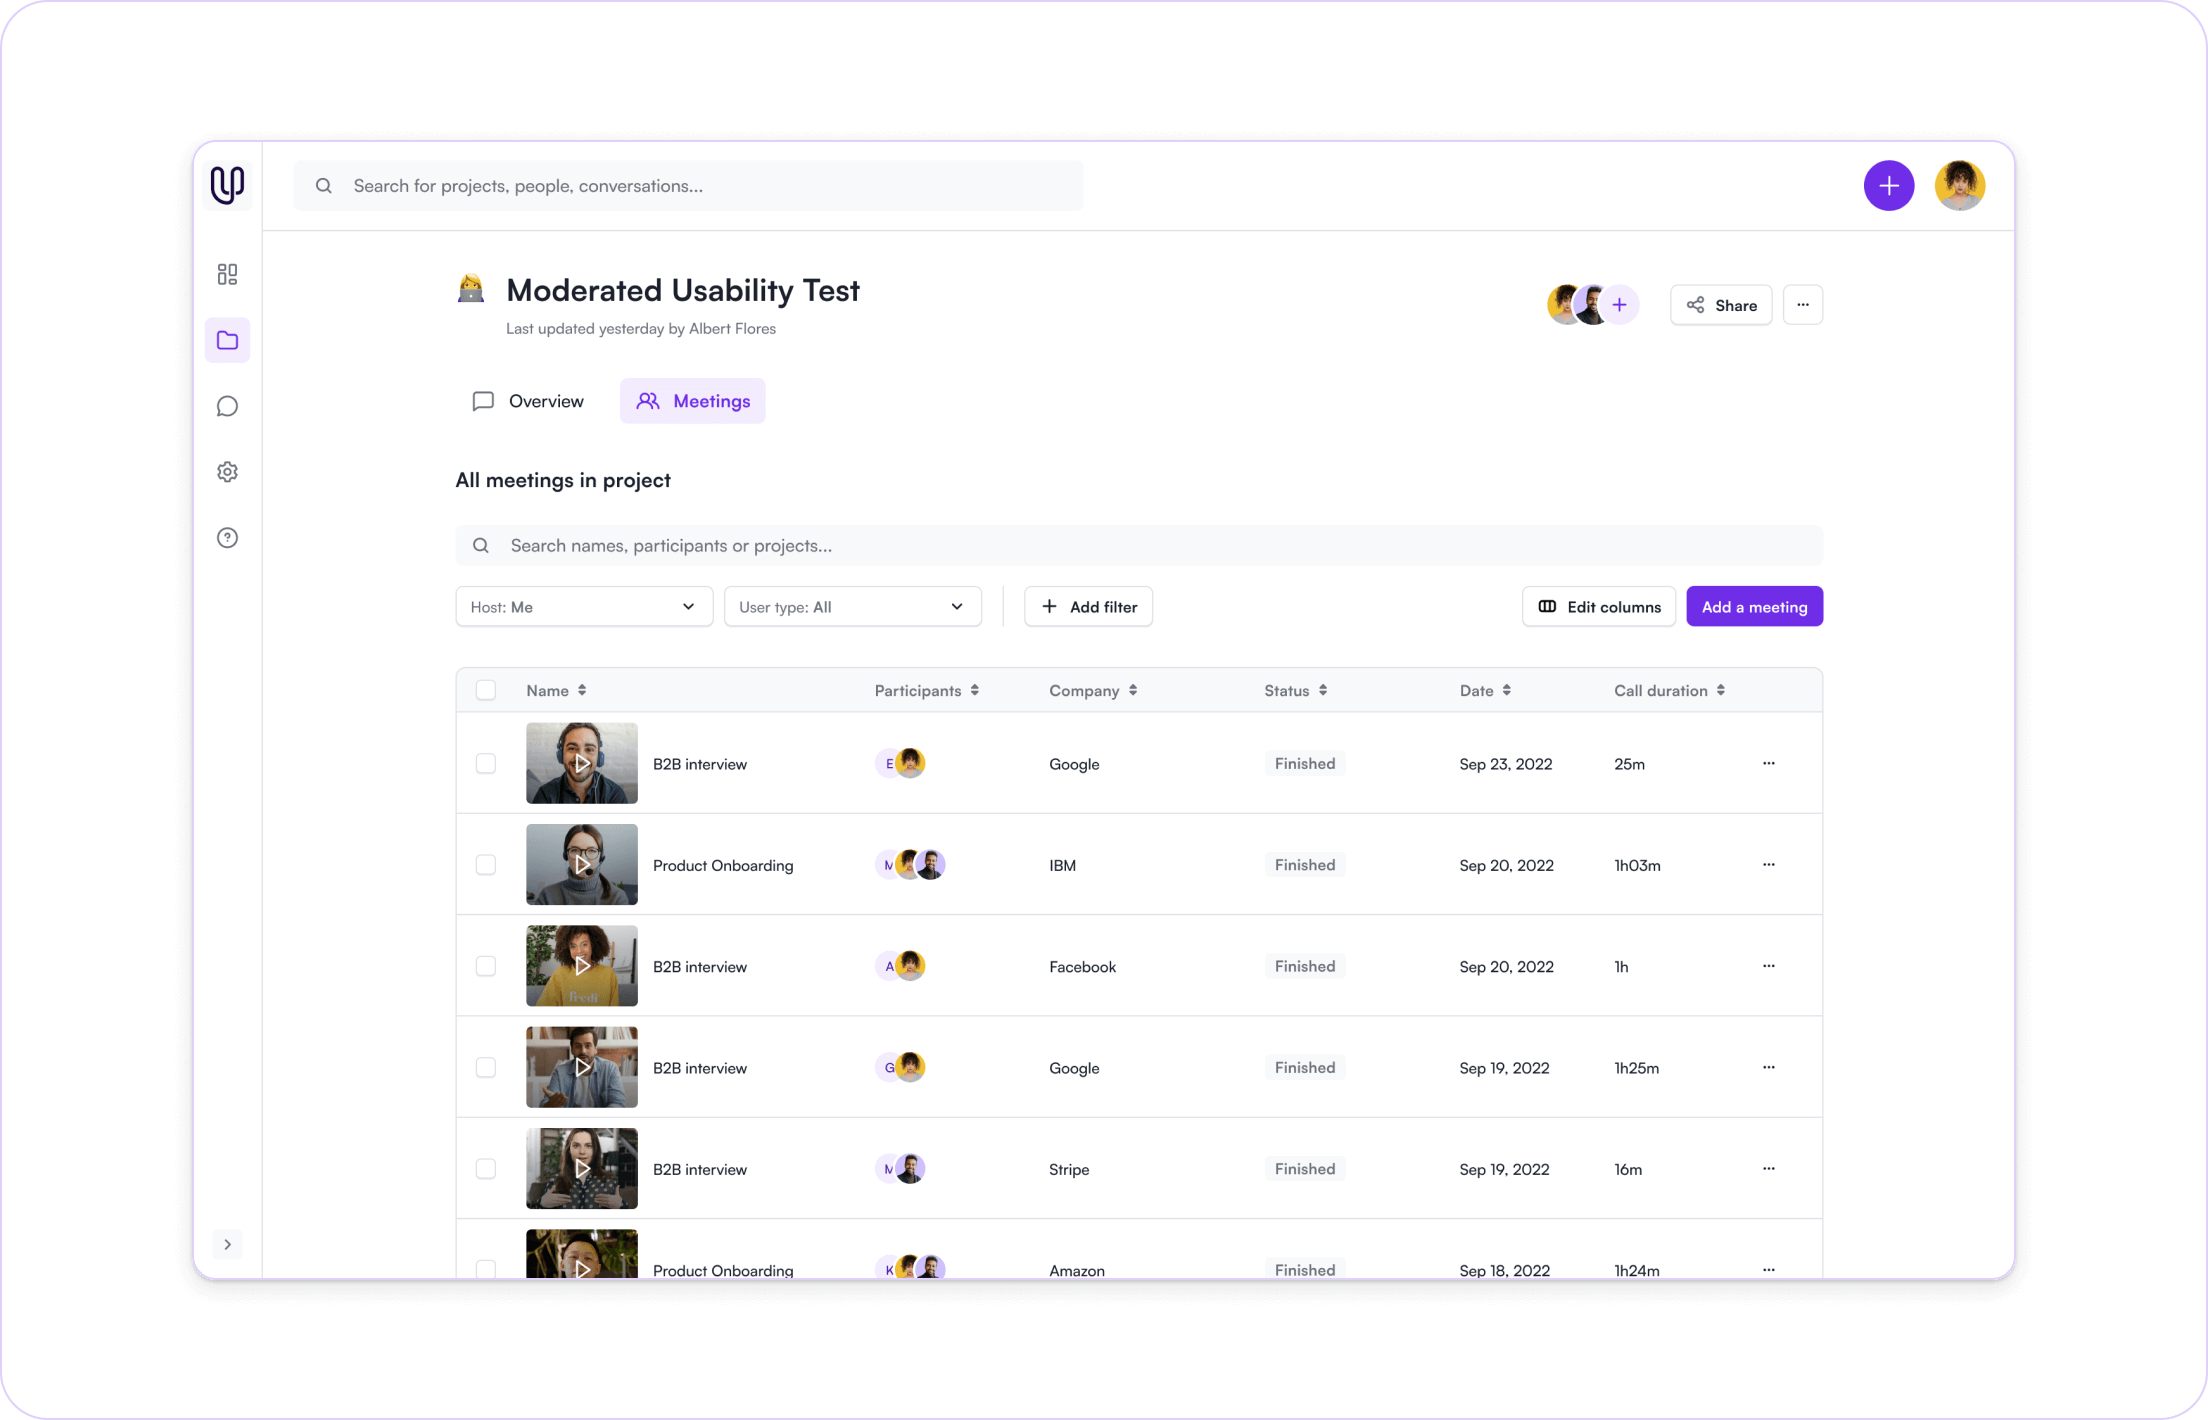 Search for projects, people, conversations...
Moderated Usability Test
Last updated yesterday by Albert Flores
Share
Overview Meetings
All meetings in project
Search names, participants or projects...
Host: Me User type: All Add filter Edit columns Add a meeting
Name Participants Company Status Date Call duration
B2B interview E Google Finished Sep 23, 2022 25m
Product Onboarding M IBM Finished Sep 20, 2022 1h03m
B2B interview A Facebook Finished Sep 20, 2022 1h
B2B interview G Google Finished Sep 19, 2022 1h25m
B2B interview M Stripe Finished Sep 19, 2022 16m
Product Onboarding K Amazon Finished Sep 18, 2022 1h24m